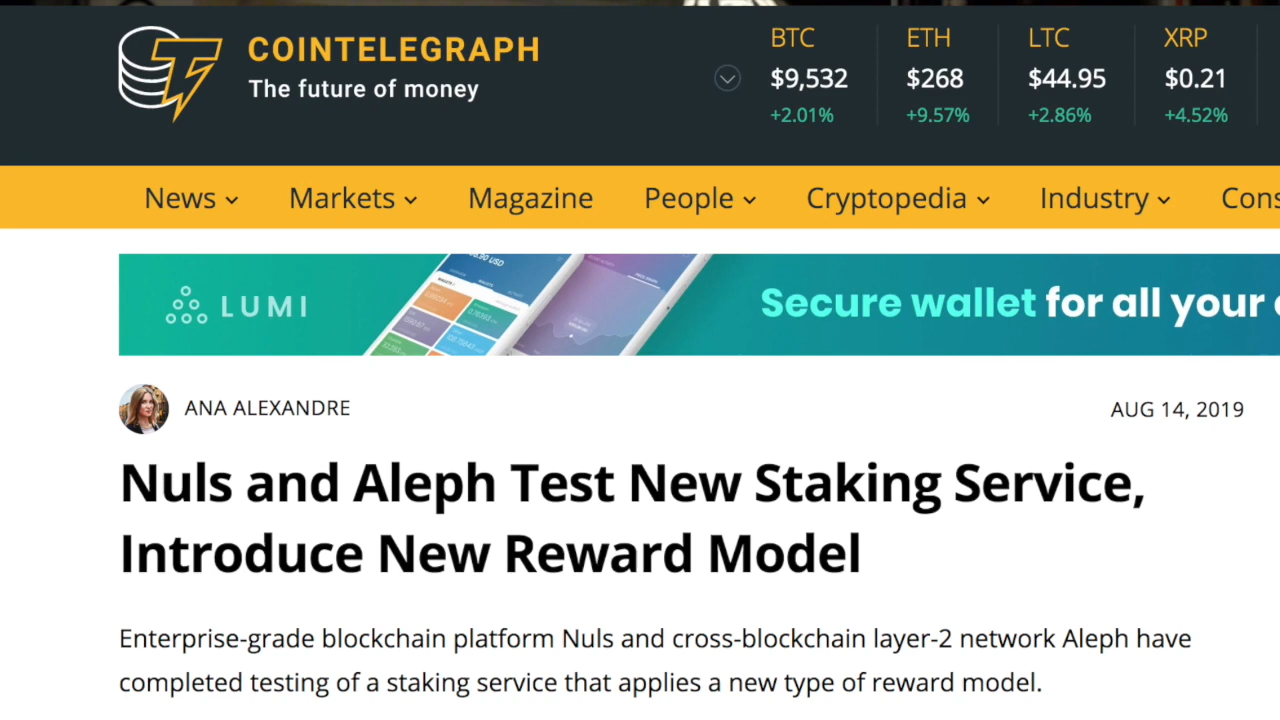 COINTELEGRAPH
The future of money
BTC
$9,532
+2.01%
ETH
$268
+9.57%
LTC
$44.95
+2.86%
XRP
$0.21
+4.52%
News Markets Magazine People Cryptopedia Industry Cons
LUMI
Secure wallet for all your
ANA ALEXANDRE
AUG 14, 2019
Nuls and Aleph Test New Staking Service,
Introduce New Reward Model
Enterprise-grade blockchain platform Nuls and cross-blockchain layer-2 network Aleph have
completed testing of a staking service that applies a new type of reward model.